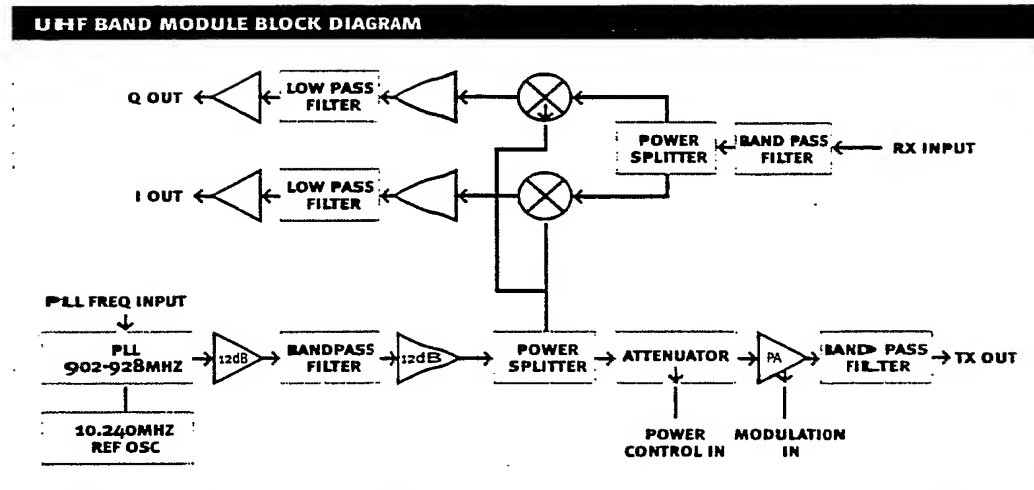 UHF BAND MODULE BLOCK DIAGRAM
Q OUT
LOW PASS
FILTER
POWER
SPLITTER
BAND PASS
FILTER
RX INPUT
I OUT
LOW PASS
FILTER
PLL FREQ INPUT
PLL
902-928MHZ
12dB
BANDPASS
FILTER
12dB
POWER
SPLITTER
ATTENUATOR
PA
BAND PASS
FILTER
TX OUT
10.240MHZ
REF OSC
POWER
CONTROL IN
MODULATION
IN